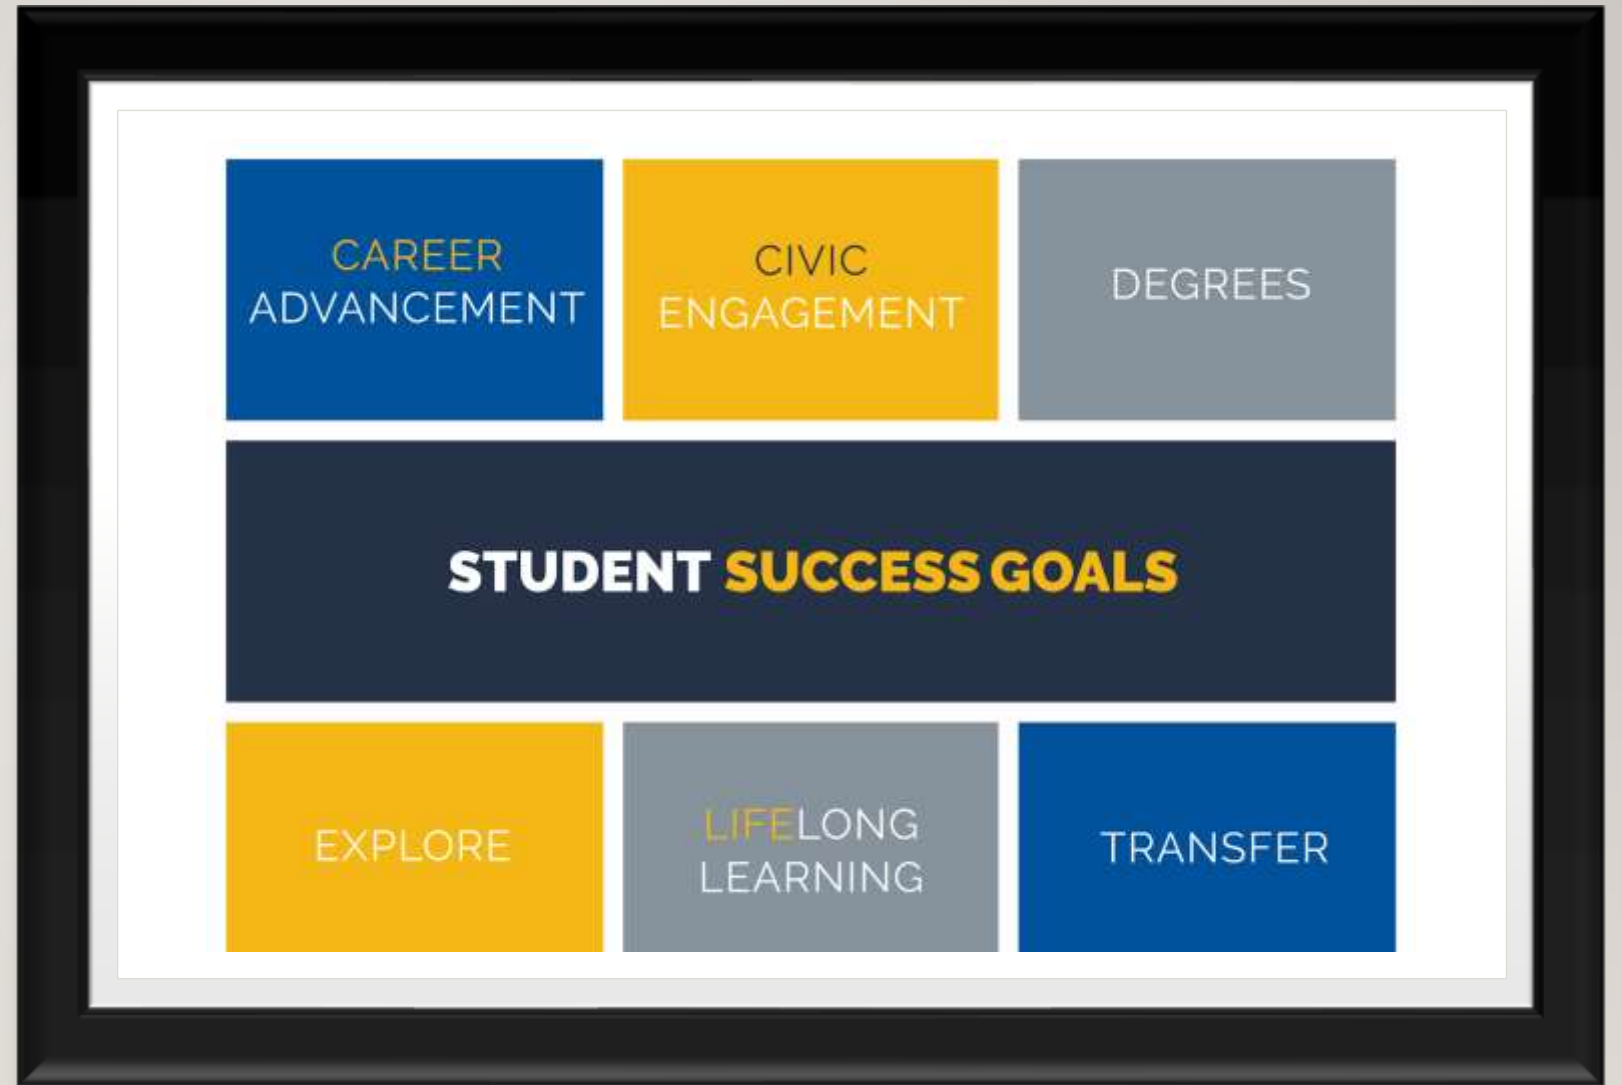 CAREER
ADVANCEMENT
CIVIC
ENGAGEMENT
DEGREES
STUDENT SUCCESS GOALS
EXPLORE
LIFELONG
LEARNING
TRANSFER